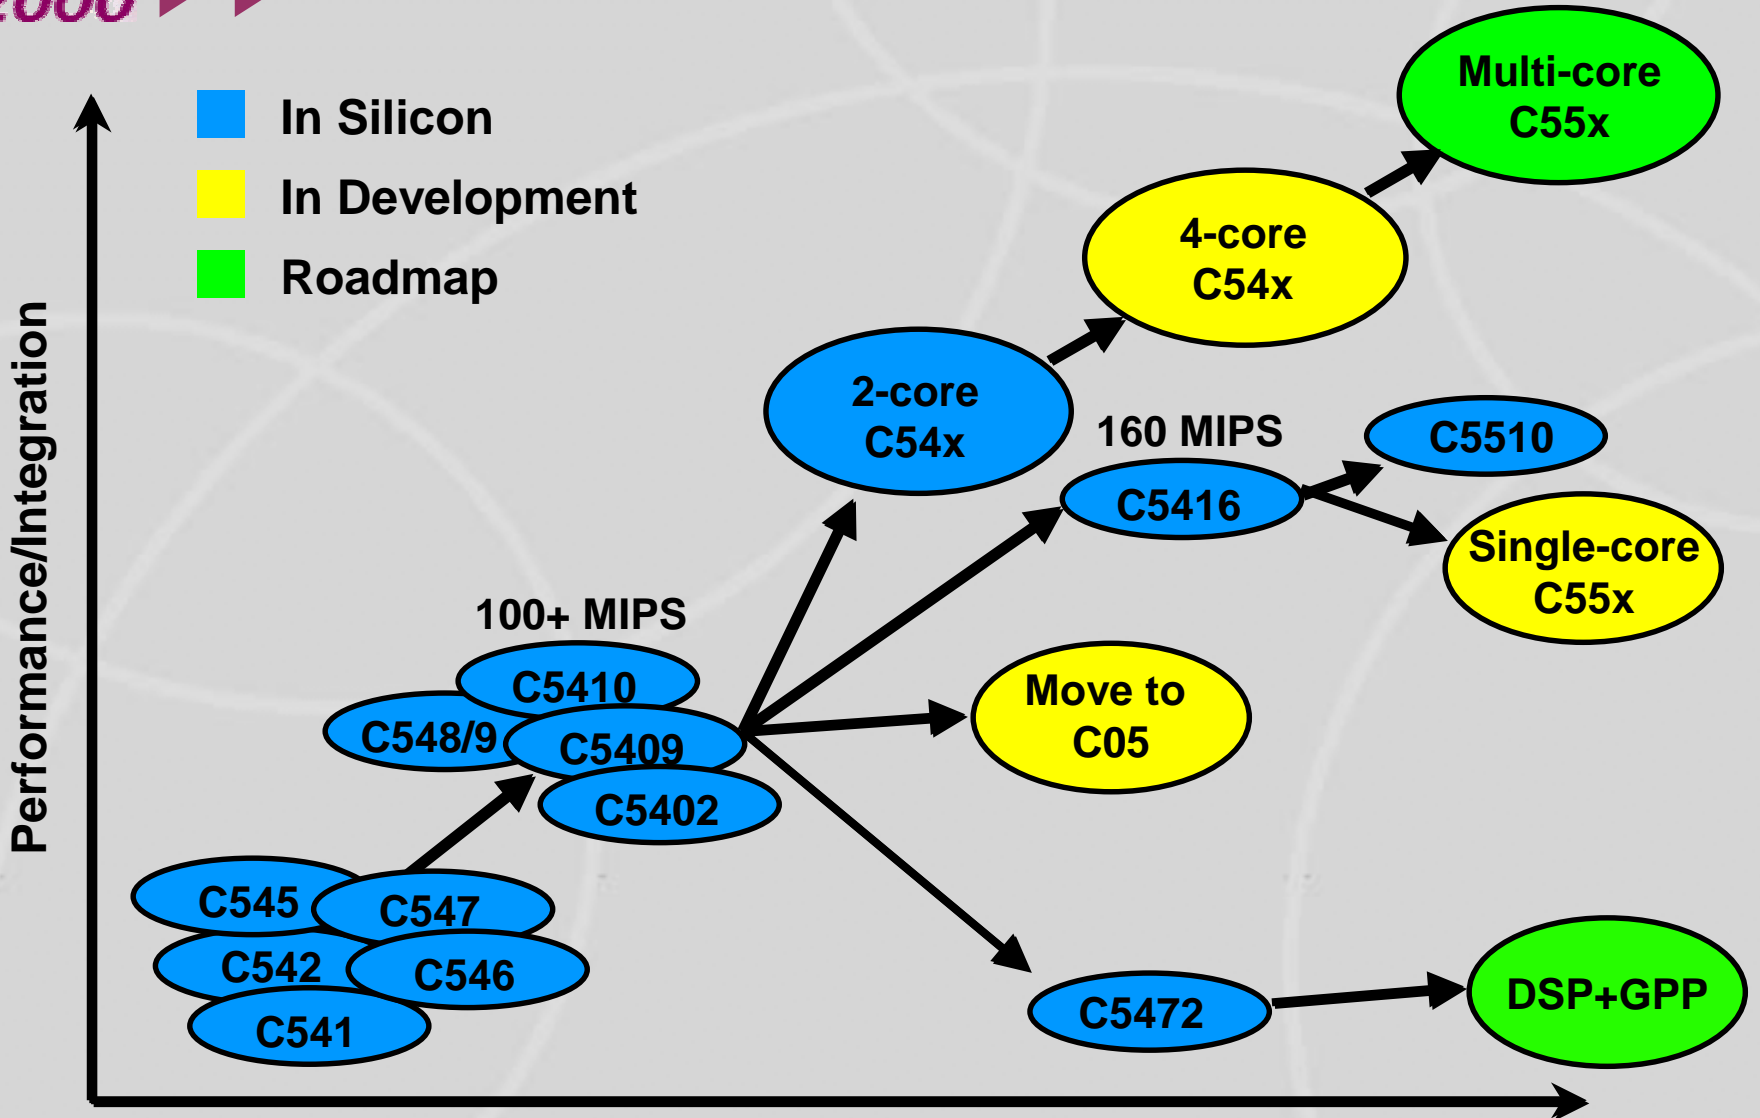 2000
In Silicon
In Development
Roadmap
Performance/Integration
Multi-core
C55x
4-core
C54x
2-core
C54x
160 MIPS
C5510
C5416
Single-core
C55x
100+ MIPS
C5410
C548/9
C5409
C5402
Move to
C05
C545
C547
C542
C546
C541
C5472
DSP+GPP